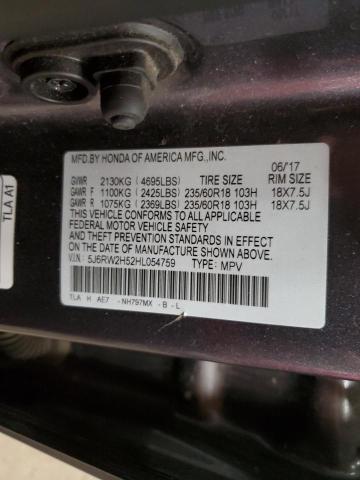 MFD.BY HONDA OF AMERICA MFG.,INC. 06/17
GVWR 2130KG (4695LBS) TIRE SIZE RIM SIZE
GAWR F 1100KG (2425LBS) 235/60R18 103H 18X7.5J
GAWR R 1075KG (2369LBS) 235/60R18 103H 18X7.5J
THIS VEHICLE CONFORMS TO ALL APPLICABLE
FEDERAL MOTOR VEHICLE SAFETY
AND THEFT PREVENTION STANDARDS IN EFFECT
ON THE DATE OF MANUFACTURE SHOWN ABOVE.
V.I.N.: 5J6RW2H52HL054759 TYPE: MPV
TLA H AE7 -NH797MX -B-L
TLA A1